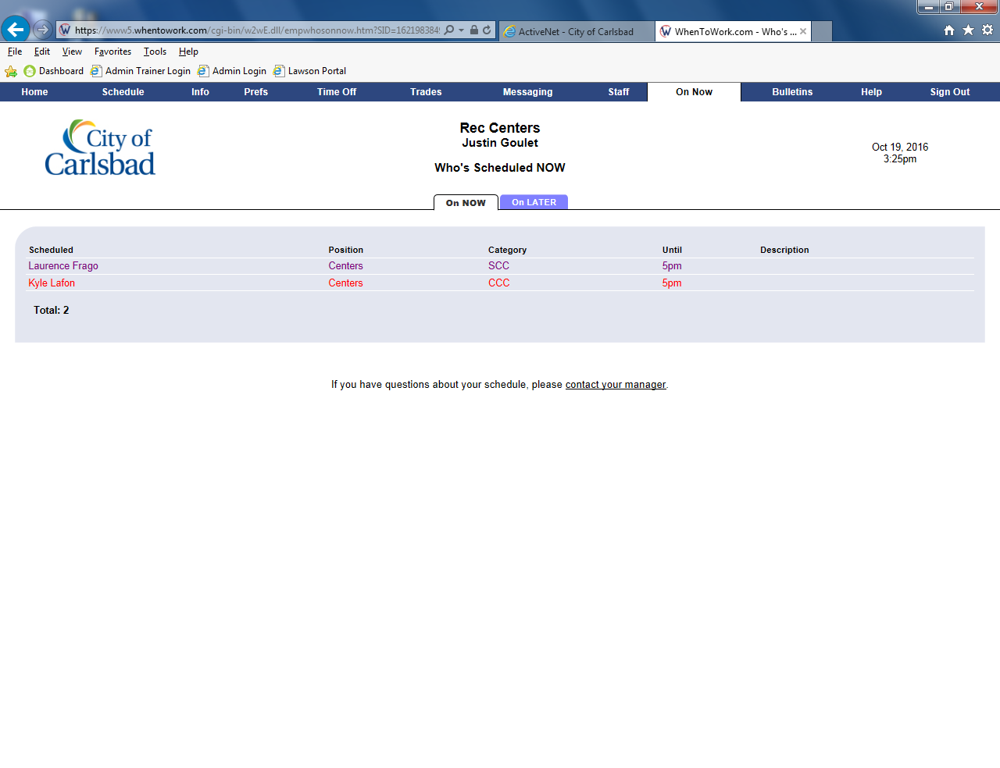 https://www5.whentowork.com/cgi-bin/w2wE.dll/empwhosonnow.htm?SID=162198384
ActiveNet - City of Carlsbad
WhenToWork.com - Who's ...
File Edit View Favorites Tools Help
Dashboard Admin Trainer Login Admin Login Lawson Portal
Home Schedule Info Prefs Time Off Trades Messaging Staff On Now Bulletins Help Sign Out
City of
Carlsbad
Rec Centers
Justin Goulet
Who's Scheduled NOW
Oct 19, 2016
3:25pm
On NOW On LATER
Scheduled Position Category Until Description
Laurence Frago Centers SCC 5pm
Kyle Lafon Centers CCC 5pm
Total: 2
If you have questions about your schedule, please contact your manager.